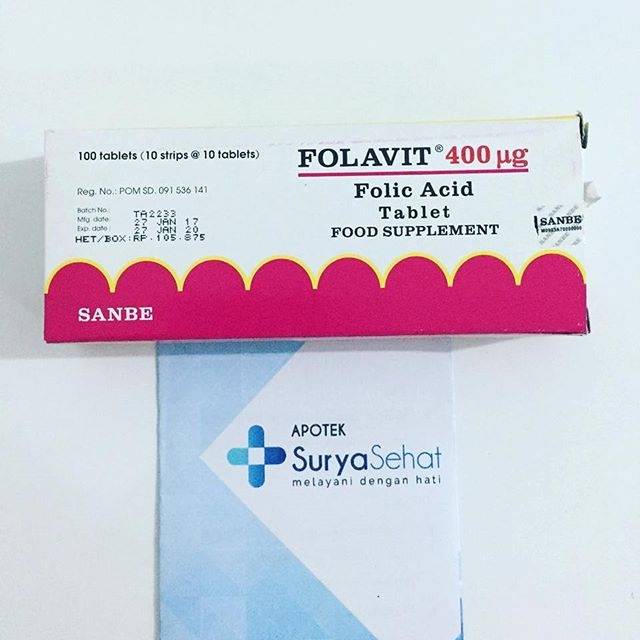 100 tablets (10 strips @ 10 tablets)
FOLAVIT® 400 µg
Folic Acid
Tablet
FOOD SUPPLEMENT
Reg. No.: POM SD. 091 536 141
Batch No.: TA2233
Mfg. date: 27 JAN 17
Exp. date: 27 JAN 20
HET/BOX:RP.105.875
SANBE
SANBE
APOTEK
SuryaSehat
melayani dengan hati